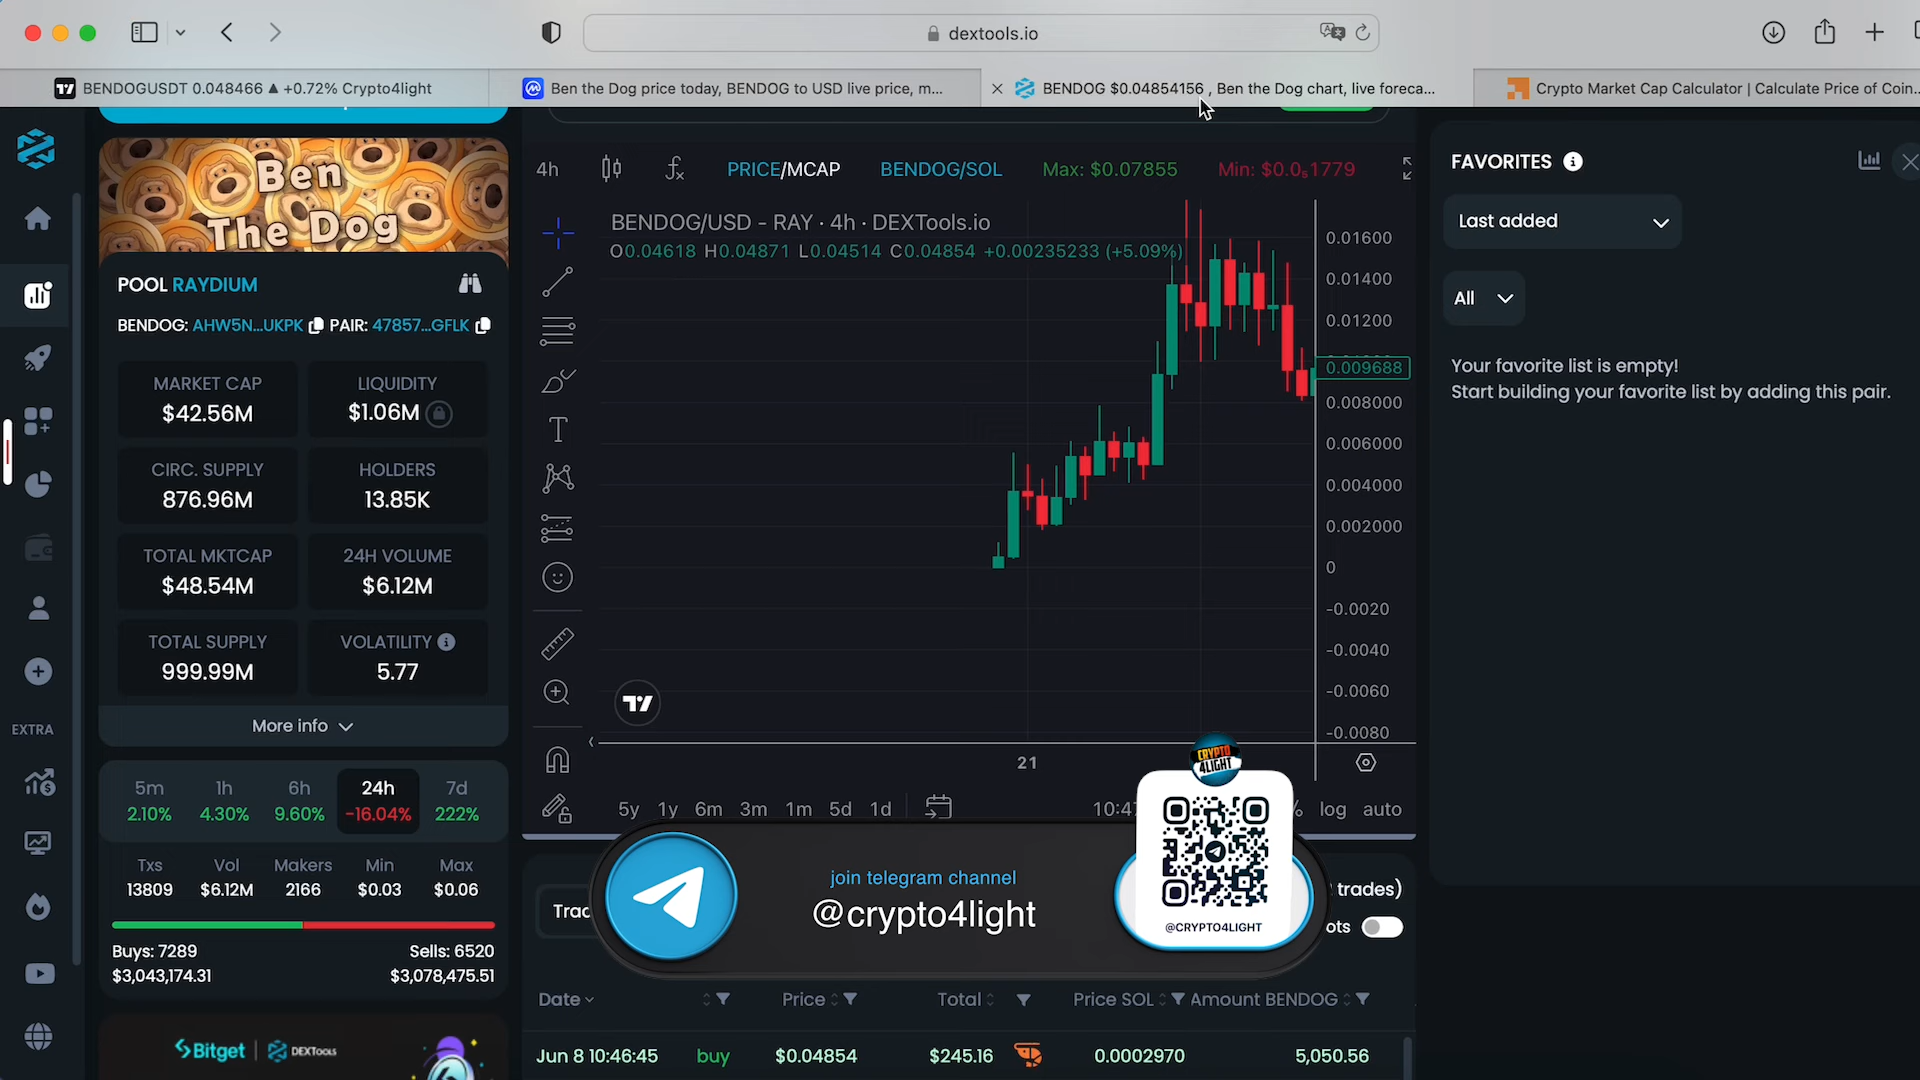 dextools.io
BENDOGUSDT 0.048466 ▲ +0.72% Crypto4light
Ben the Dog price today, BENDOG to USD live price, m...
BENDOG $0.04854156 , Ben the Dog chart, live foreca...
Crypto Market Cap Calculator | Calculate Price of Coin...
Ben
The Dog
POOL RAYDIUM
BENDOG: AHW5N...UKPK PAIR: 47857...GFLK
MARKET CAP
$42.56M
LIQUIDITY
$1.06M
CIRC. SUPPLY
876.96M
HOLDERS
13.85K
TOTAL MKTCAP
$48.54M
24H VOLUME
$6.12M
TOTAL SUPPLY
999.99M
VOLATILITY
5.77
More info
EXTRA
5m 1h 6h 24h 7d
2.10% 4.30% 9.60% -16.04% 222%
Txs Vol Makers Min Max
13809 $6.12M 2166 $0.03 $0.06
Buys: 7289 Sells: 6520
$3,043,174.31 $3,078,475.51
Bitget | DEXTools
4h PRICE/MCAP BENDOG/SOL Max: $0.07855 Min: $0.0₅1779
BENDOG/USD - RAY · 4h · DEXTools.io
O0.04618 H0.04871 L0.04514 C0.04854 +0.00235233 (+5.09%)
0.01600
0.01400
0.01200
0.009688
0.008000
0.006000
0.004000
0.002000
0
-0.0020
-0.0040
-0.0060
-0.0080
21
5y 1y 6m 3m 1m 5d 1d 10:47 % log auto
CRYPTO
4LIGHT
join telegram channel
@crypto4light
@CRYPTO4LIGHT
Trad
trades)
ots
Date Price Total Price SOL Amount BENDOG
Jun 8 10:46:45 buy $0.04854 $245.16 0.0002970 5,050.56
FAVORITES
Last added
All
Your favorite list is empty!
Start building your favorite list by adding this pair.